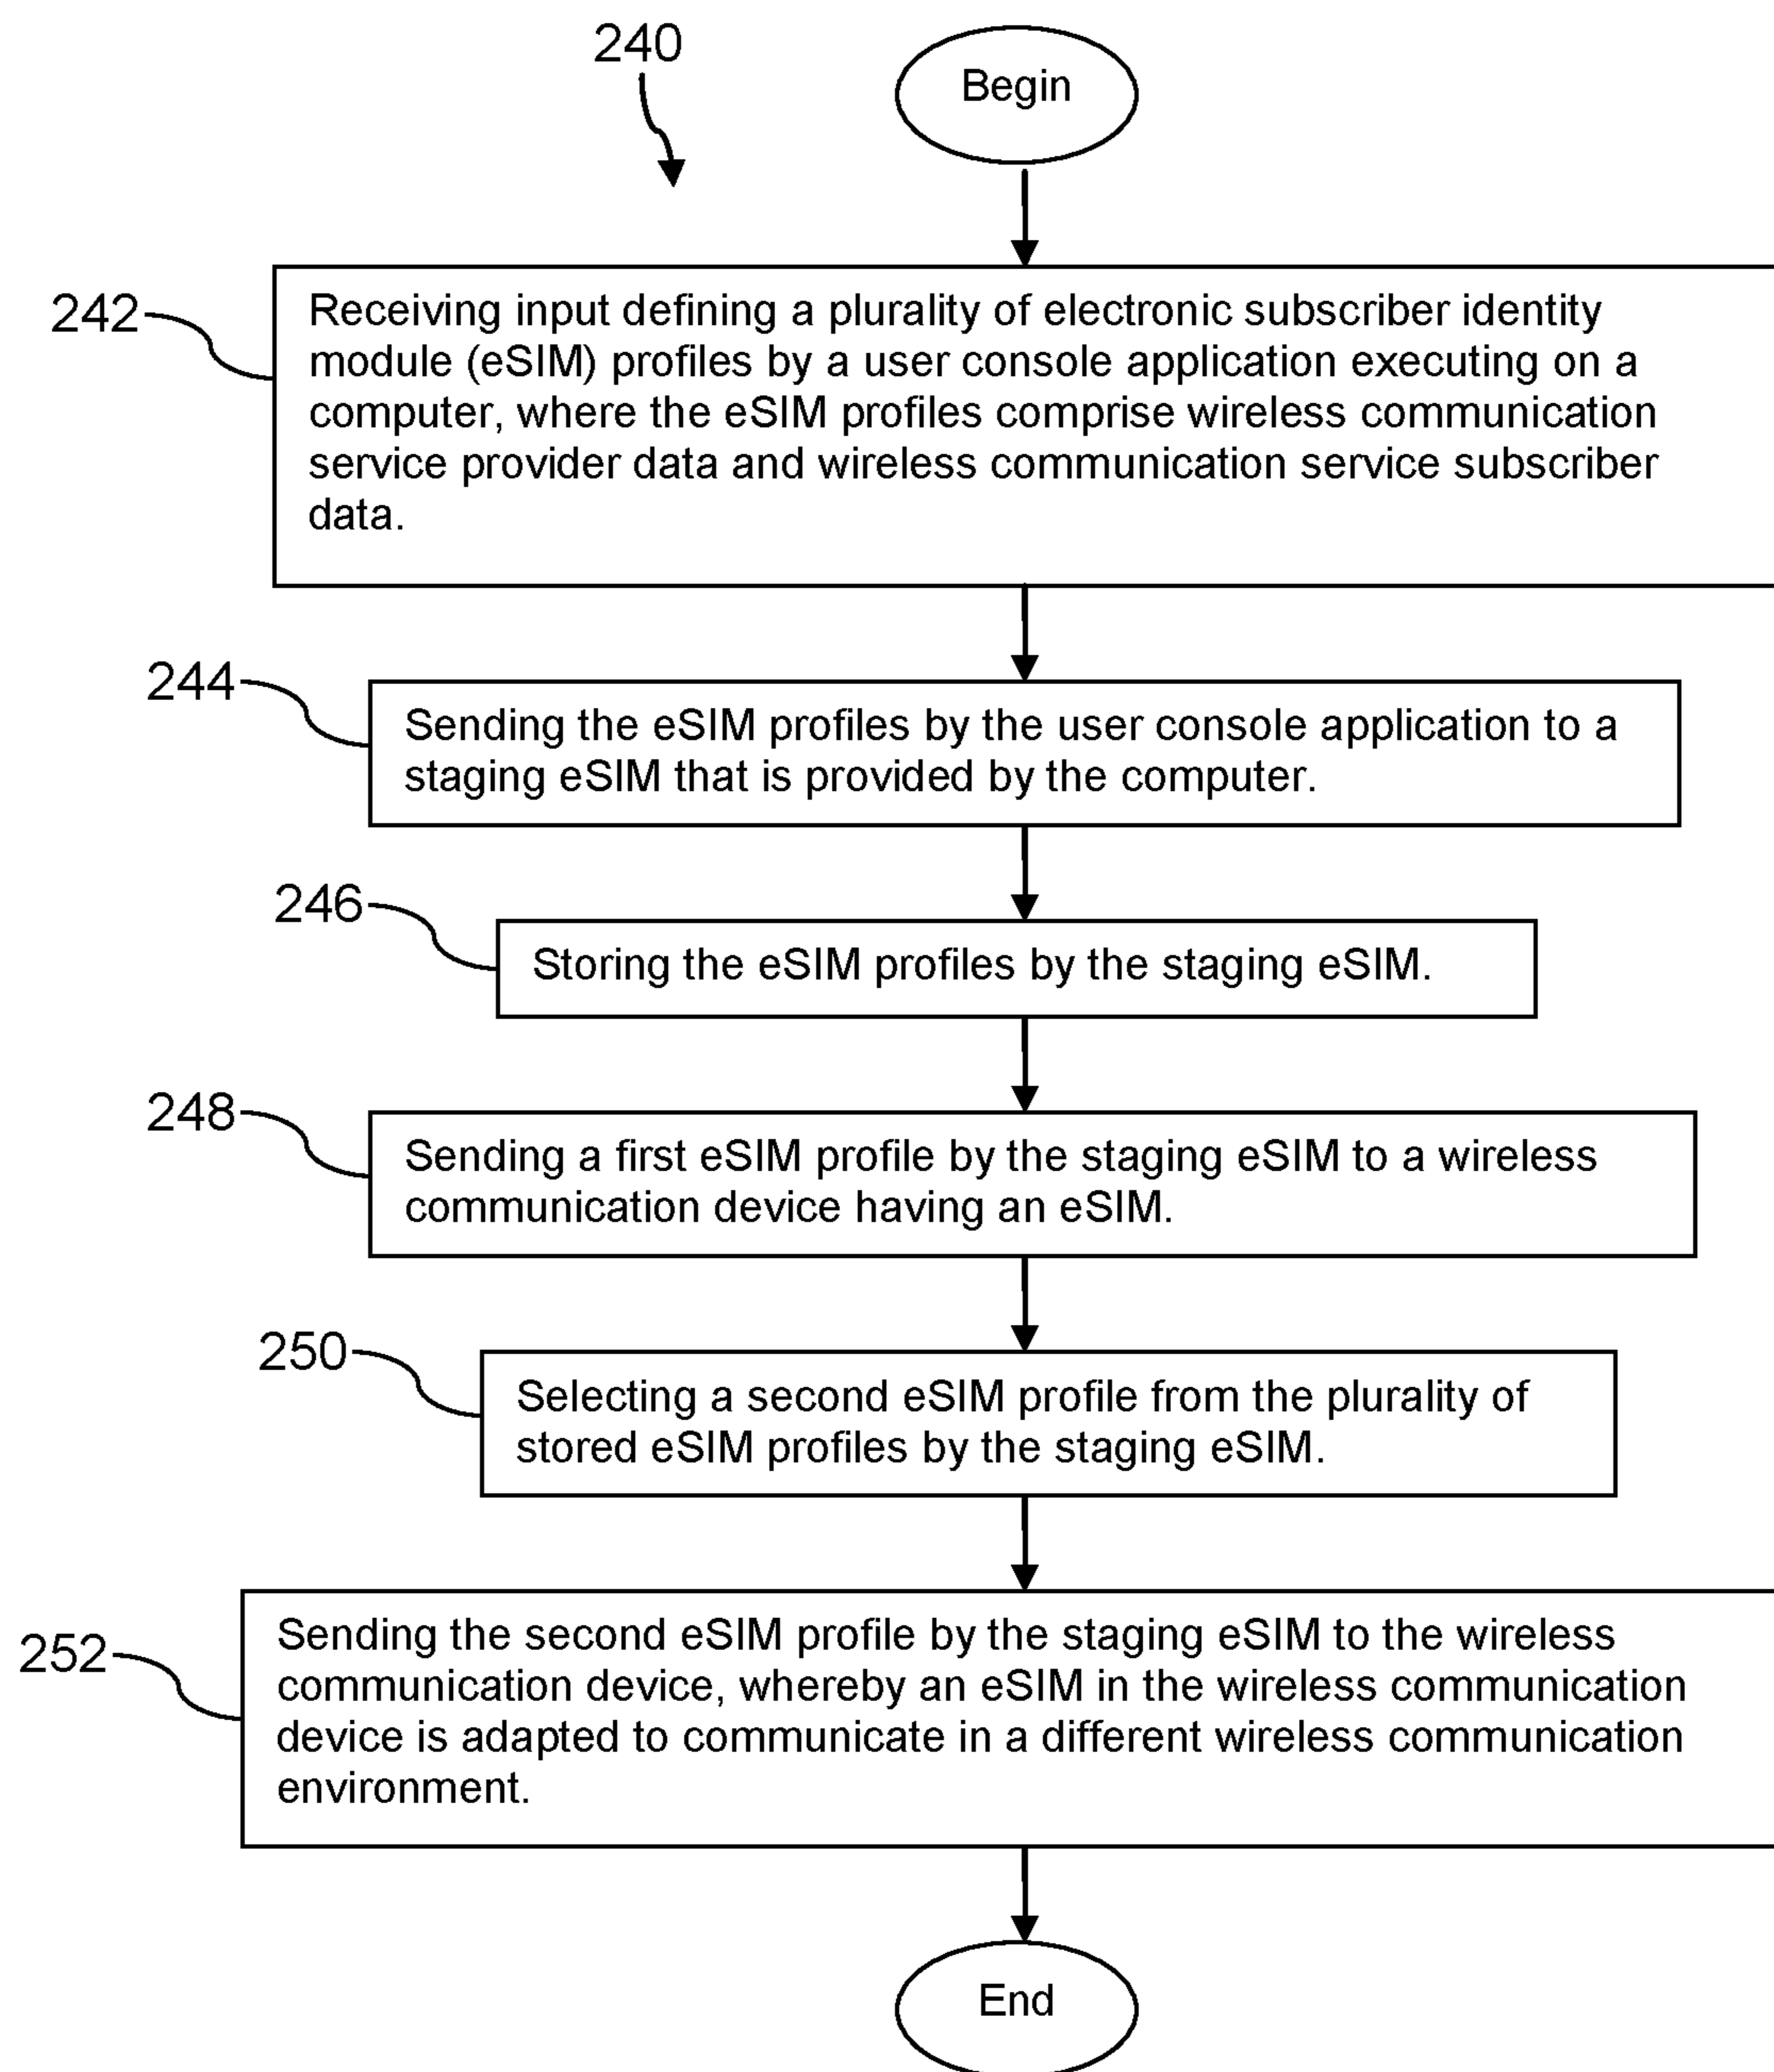 240
Begin
242
Receiving input defining a plurality of electronic subscriber identity
module (eSIM) profiles by a user console application executing on a
computer, where the eSIM profiles comprise wireless communication
service provider data and wireless communication service subscriber
data.
244
Sending the eSIM profiles by the user console application to a
staging eSIM that is provided by the computer.
246
Storing the eSIM profiles by the staging eSIM.
248
Sending a first eSIM profile by the staging eSIM to a wireless
communication device having an eSIM.
250
Selecting a second eSIM profile from the plurality of
stored eSIM profiles by the staging eSIM.
252
Sending the second eSIM profile by the staging eSIM to the wireless
communication device, whereby an eSIM in the wireless communication
device is adapted to communicate in a different wireless communication
environment.
End